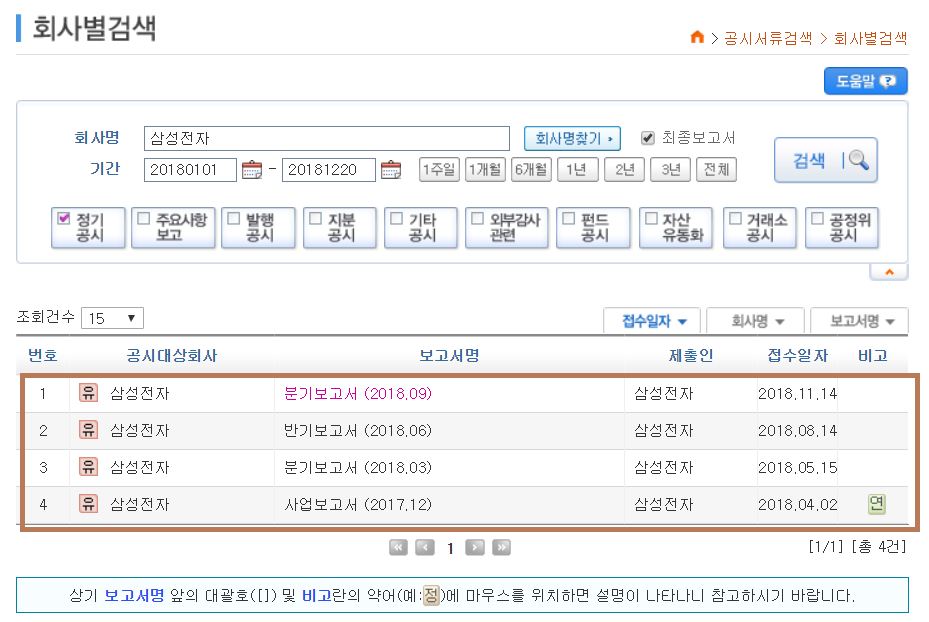 회사별검색
> 공시서류검색 > 회사별검색
도움말 ?
회사명 삼성전자 회사명찾기 최종보고서
기간 20180101 - 20181220 1주일 1개월 6개월 1년 2년 3년 전체
검색
정기공시 주요사항보고 발행공시 지분공시 기타공시 외부감사관련 펀드공시 자산유동화 거래소공시 공정위공시
조회건수 15 접수일자 회사명 보고서명
번호 공시대상회사 보고서명 제출인 접수일자 비고
1 유 삼성전자 분기보고서 (2018.09) 삼성전자 2018.11.14
2 유 삼성전자 반기보고서 (2018.06) 삼성전자 2018.08.14
3 유 삼성전자 분기보고서 (2018.03) 삼성전자 2018.05.15
4 유 삼성전자 사업보고서 (2017.12) 삼성전자 2018.04.02 연
1 [1/1] [총 4건]
상기 보고서명 앞의 대괄호([]) 및 비고란의 약어(예:정)에 마우스를 위치하면 설명이 나타나니 참고하시기 바랍니다.